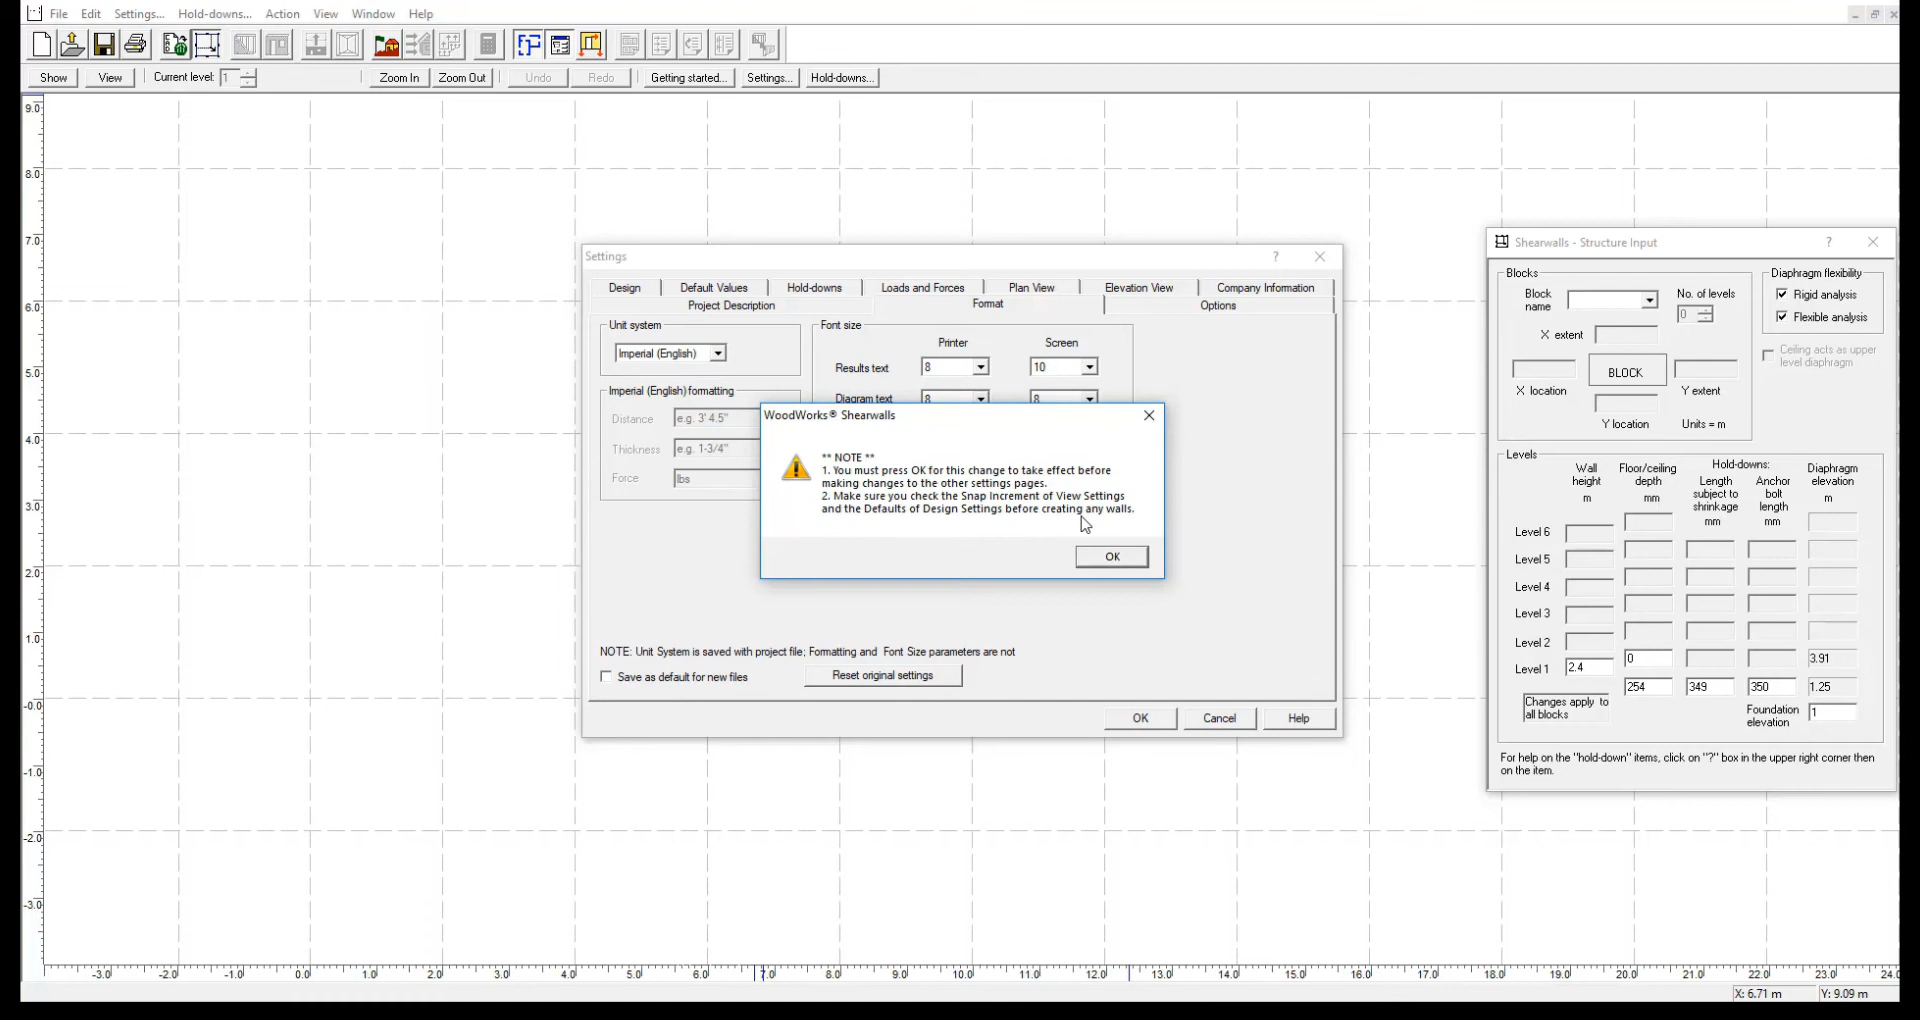 File Edit Settings... Hold-downs... Action View Window Help
Show View Current level: 1 Zoom In Zoom Out Undo Redo Getting started... Settings... Hold-downs...
9.0
8.0
7.0
6.0
5.0
4.0
3.0
2.0
1.0
-0.0
-1.0
-2.0
-3.0
Settings ?
Design Default Values Hold-downs Loads and Forces Plan View Elevation View Company Information
Project Description Format Options
Unit system
Imperial (English)
Imperial (English) formatting
Distance e.g. 3' 4.5"
Thickness e.g. 1-3/4"
Force lbs
Font size
Printer Screen
Results text 8 10
Diagram text 8 8
WoodWorks® Shearwalls
** NOTE **
1. You must press OK for this change to take effect before
making changes to the other settings pages.
2. Make sure you check the Snap Increment of View Settings
and the Defaults of Design Settings before creating any walls.
OK
NOTE: Unit System is saved with project file; Formatting and Font Size parameters are not
Save as default for new files Reset original settings
OK Cancel Help
Shearwalls - Structure Input ?
Blocks
Block
name
No. of levels
0
X extent
BLOCK
X location Y extent
Y location Units = m
Diaphragm flexibility
Rigid analysis
Flexible analysis
Ceiling acts as upper
level diaphragm
Levels
Wall
height
m
Floor/ceiling
depth
mm
Hold-downs:
Length
subject to
shrinkage
mm
Anchor
bolt
length
mm
Diaphragm
elevation
m
Level 6
Level 5
Level 4
Level 3
Level 2
0 3.91
Level 1 2.4
254 349 350 1.25
Changes apply to
all blocks
Foundation
elevation
1
For help on the "hold-down" items, click on "?" box in the upper right corner then
on the item.
-3.0 -2.0 -1.0 0.0 1.0 2.0 3.0 4.0 5.0 6.0 7.0 8.0 9.0 10.0 11.0 12.0 13.0 14.0 15.0 16.0 17.0 18.0 19.0 20.0 21.0 22.0 23.0 24.0
X: 6.71 m Y: 9.09 m